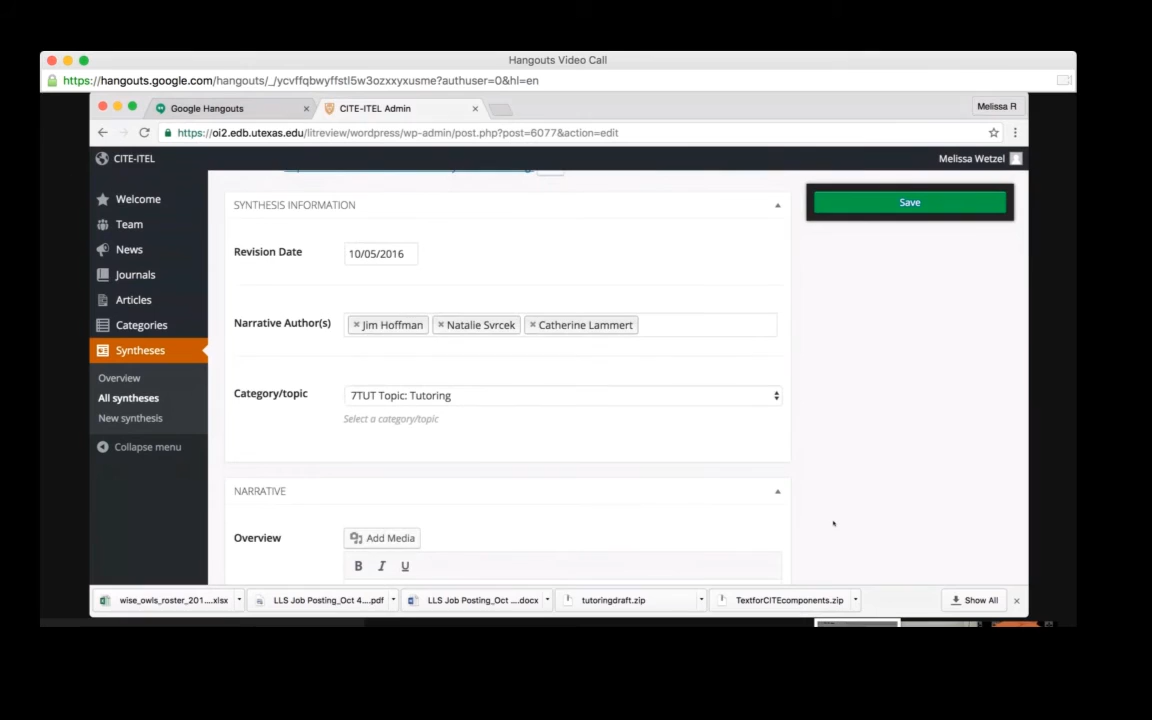 Hangouts Video Call
https://hangouts.google.com/hangouts/_/ycvffqbwyffstl5w3ozxxyxusme?authuser=0&hl=en
Google Hangouts
CITE-ITEL Admin
Melissa R
https://oi2.edb.utexas.edu/litreview/wordpress/wp-admin/post.php?post=6077&action=edit
CITE-ITEL
Melissa Wetzel
Welcome
Team
News
Journals
Articles
Categories
Syntheses
Overview
All syntheses
New synthesis
Collapse menu
SYNTHESIS INFORMATION
Revision Date
10/05/2016
Narrative Author(s)
× Jim Hoffman × Natalie Svrcek × Catherine Lammert
Category/topic
7TUT Topic: Tutoring
Select a category/topic
NARRATIVE
Overview
Add Media
B I U
Save
wise_owls_roster_201....xlsx
LLS Job Posting_Oct 4....pdf
LLS Job Posting_Oct ....docx
tutoringdraft.zip
TextforCITEcomponents.zip
Show All